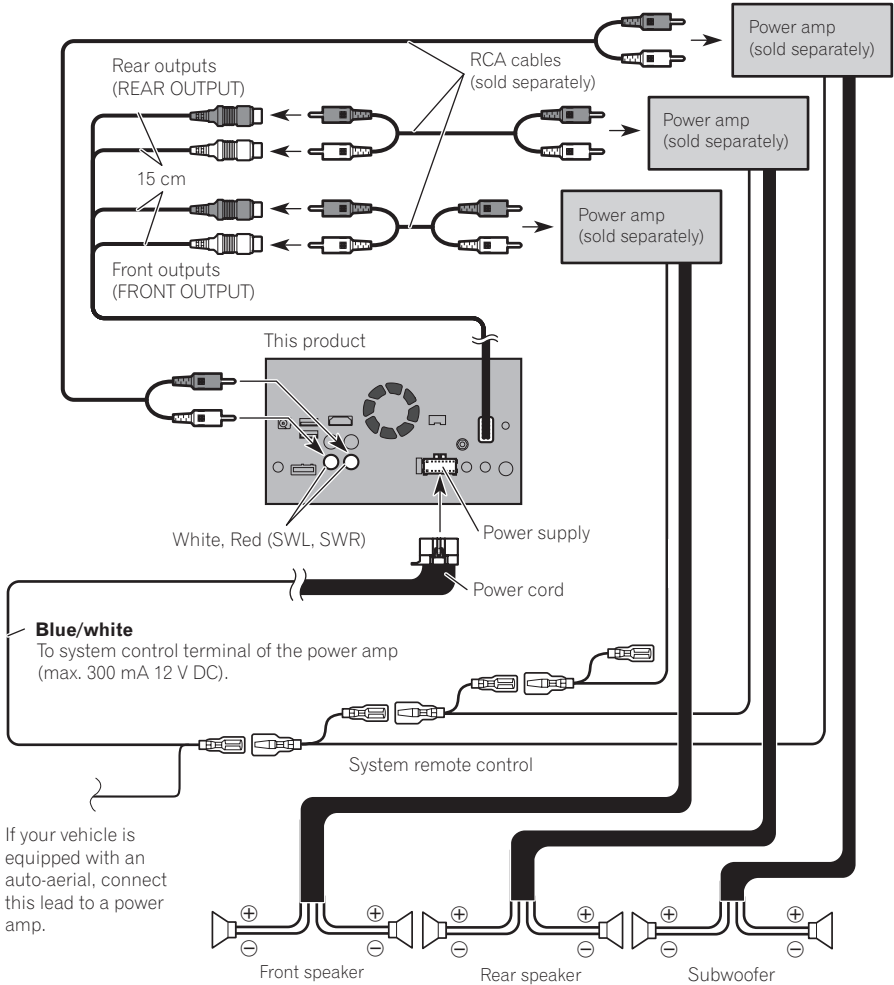 Power amp
(sold separately)
Rear outputs
(REAR OUTPUT)
RCA cables
(sold separately)
Power amp
(sold separately)
15 cm
Power amp
(sold separately)
Front outputs
(FRONT OUTPUT)
This product
White, Red (SWL, SWR)
Power supply
Power cord
Blue/white
To system control terminal of the power amp
(max. 300 mA 12 V DC).
System remote control
If your vehicle is
equipped with an
auto-aerial, connect
this lead to a power
amp.
+ + + + + +
− − − − − −
Front speaker
Rear speaker
Subwoofer